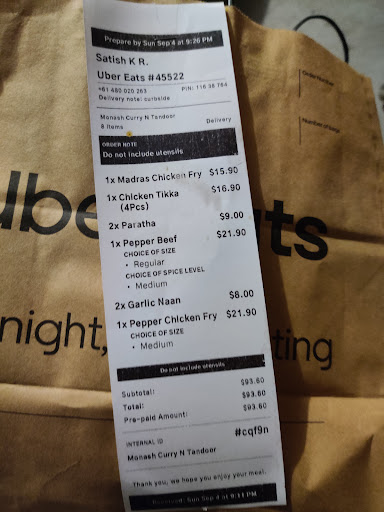 Prepare by Sun Sep 4 at 9:26 PM
Satish K R.
Uber Eats #45522
+61 480 020 263 PIN: 116 38 764
Delivery note: curbside
Monash Curry N Tandoor
8 items Delivery
ORDER NOTE
Do not include utensils
1x Madras Chicken Fry $15.90
1x Chicken Tikka $16.90
(4Pcs)
2x Paratha $9.00
1x Pepper Beef $21.90
CHOICE OF SIZE
• Regular
CHOICE OF SPICE LEVEL
• Medium
2x Garlic Naan $8.00
1x Pepper Chicken Fry $21.90
CHOICE OF SIZE
• Medium
Do not include utensils
Subtotal: $93.60
Total: $93.60
Pre-paid Amount: $93.60
INTERNAL ID #cqf9n
Monash Curry N Tandoor
Thank you, we hope you enjoy your meal.
Received: Sun Sep 4 at 9:11 PM
Order Number
Number of bags
ube
ts
night,
ting